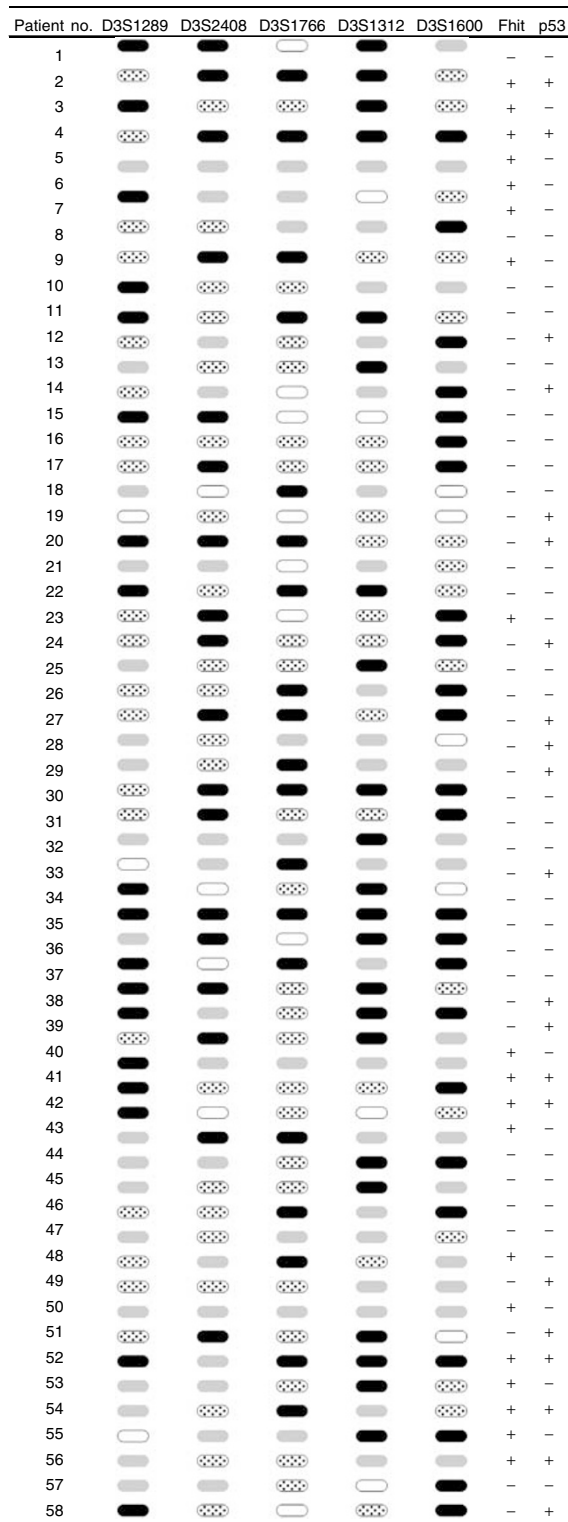 Patient no. D3S1289 D3S2408 D3S1766 D3S1312 D3S1600 Fhit p53
1 – –
2 + +
3 + –
4 + +
5 + –
6 + –
7 + –
8 – –
9 + –
10 – –
11 – –
12 – +
13 – –
14 – +
15 – –
16 – –
17 – –
18 – –
19 – +
20 – +
21 – –
22 – –
23 + –
24 – +
25 – –
26 – –
27 – +
28 – +
29 – +
30 – –
31 – –
32 – –
33 – +
34 – –
35 – –
36 – –
37 – –
38 – +
39 – +
40 + –
41 + +
42 + +
43 + –
44 – –
45 – –
46 – –
47 – –
48 + –
49 – +
50 + –
51 – +
52 + +
53 + –
54 + +
55 + –
56 + +
57 – –
58 – +